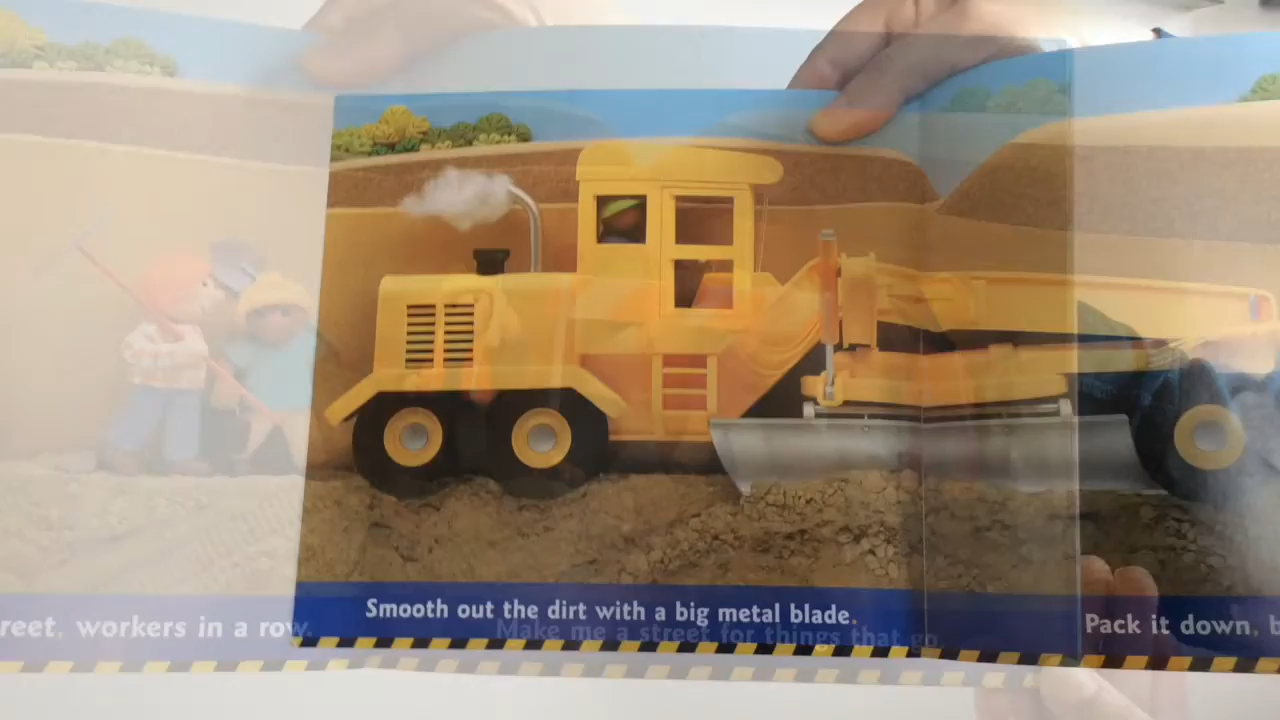 reet, workers in a row.
Smooth out the dirt with a big metal blade.
Make me a street for things that go
Pack it down, b